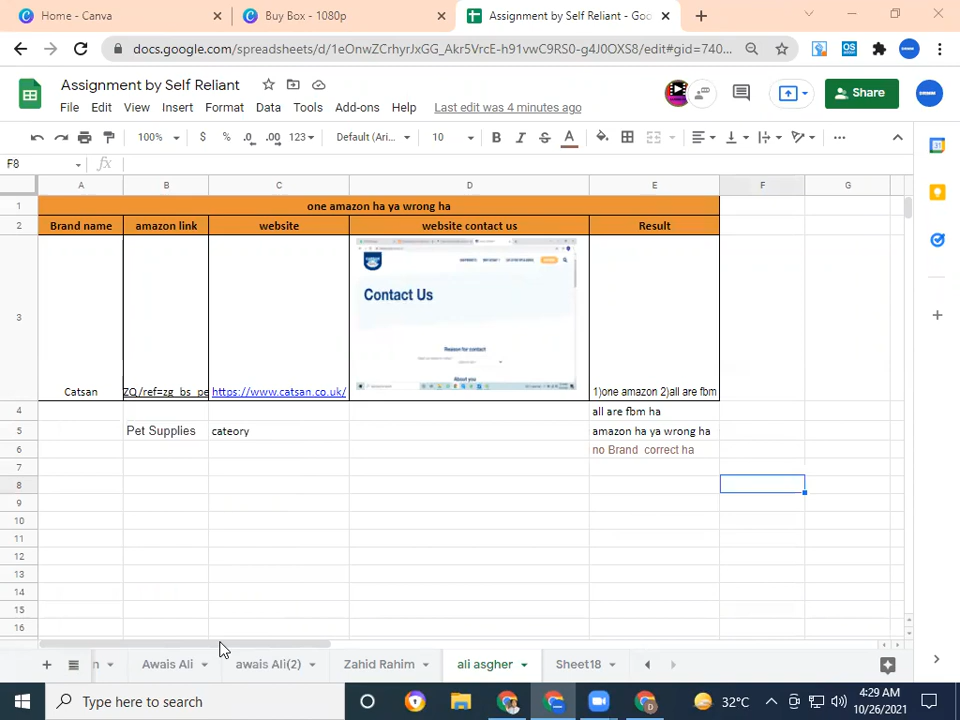 Home - Canva
Buy Box - 1080p
Assignment by Self Reliant - Goo
docs.google.com/spreadsheets/d/1eOnwZCrhyrJxGG_Akr5VrcE-h91vwC9RS0-g4J0OXS8/edit#gid=740...
Assignment by Self Reliant
File Edit View Insert Format Data Tools Add-ons Help Last edit was 4 minutes ago
Share
100% $ % .0 .00 123 Default (Ari... 10 B I S A
F8 fx
A B C D E F G
1 one amazon ha ya wrong ha
2 Brand name amazon link website website contact us Result
Contact Us
Reason for contact
About you
3 Catsan ZQ/ref=zg_bs_pe https://www.catsan.co.uk/ 1)one amazon 2)all are fbm
4 all are fbm ha
5 Pet Supplies cateory amazon ha ya wrong ha
6 no Brand correct ha
7
8
9
10
11
12
13
14
15
16
n Awais Ali awais Ali(2) Zahid Rahim ali asgher Sheet18
Type here to search 32°C 4:29 AM
10/26/2021